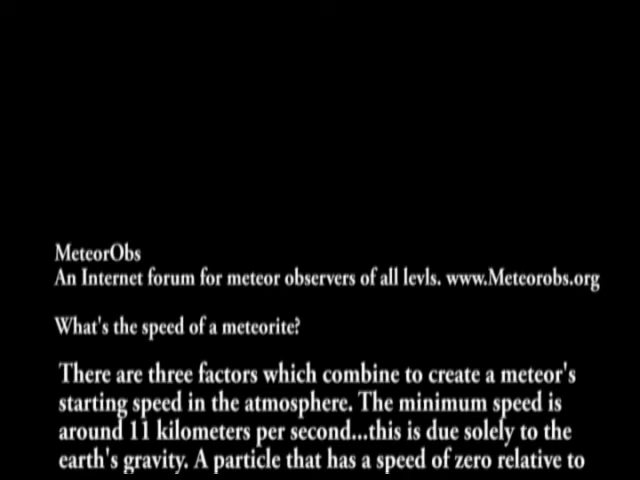 MeteorObs
An Internet forum for meteor observers of all levls. www.Meteorobs.org
What's the speed of a meteorite?
There are three factors which combine to create a meteor's
starting speed in the atmosphere. The minimum speed is
around 11 kilometers per second...this is due solely to the
earth's gravity. A particle that has a speed of zero relative to